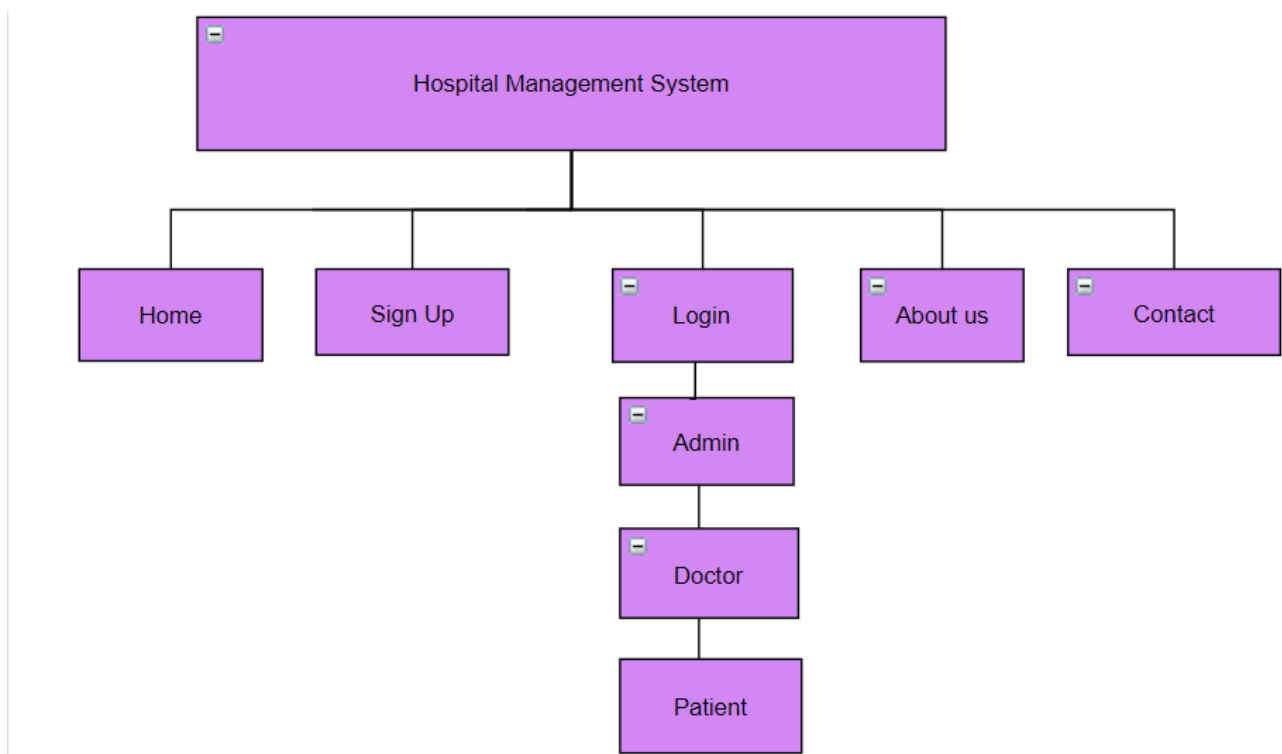 Hospital Management System
Home
Sign Up
Login
About us
Contact
Admin
Doctor
Patient